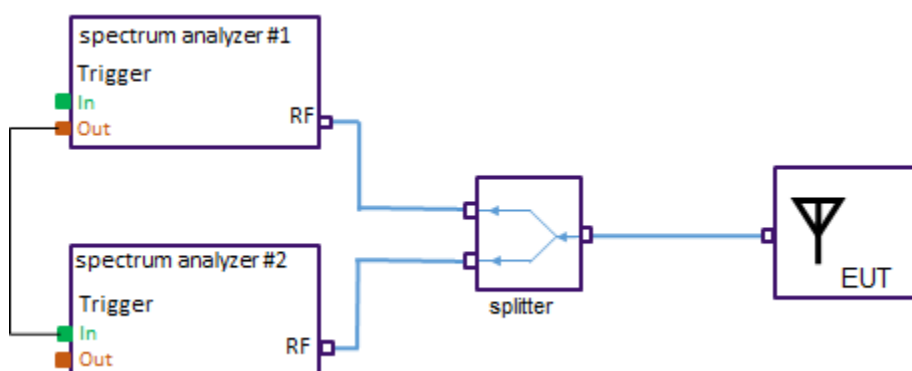 spectrum analyzer #1
Trigger
In
Out
RF
spectrum analyzer #2
Trigger
In
Out
RF
splitter
EUT